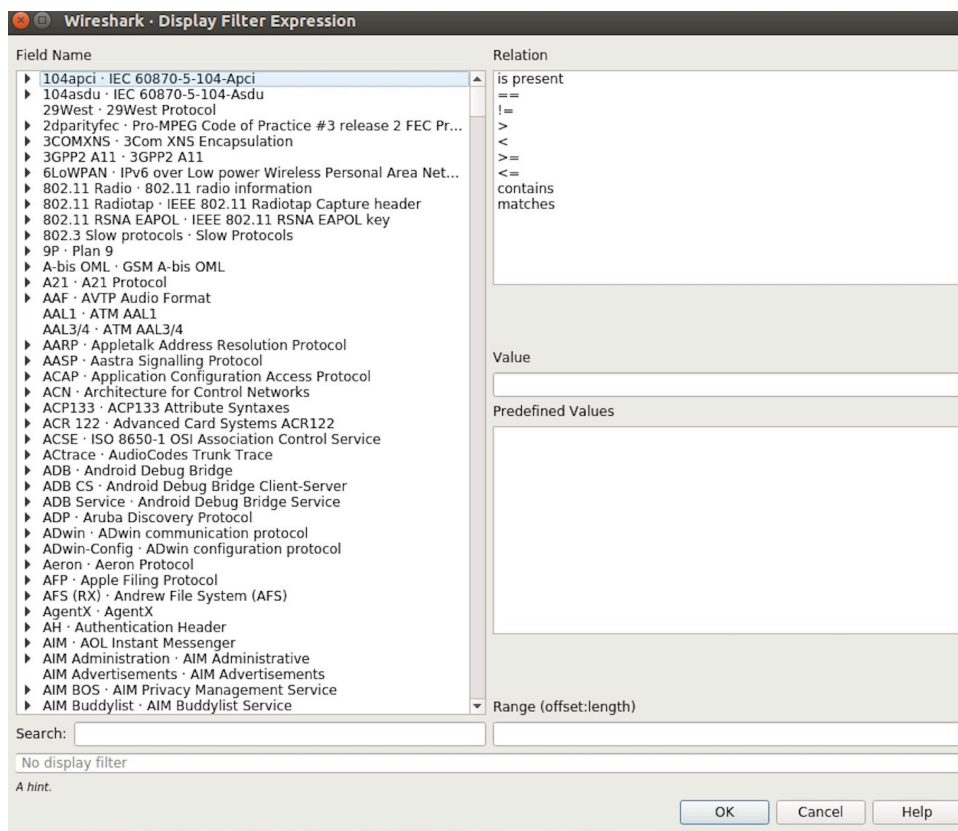 Wireshark · Display Filter Expression
Field Name
104apci · IEC 60870-5-104-Apci
104asdu · IEC 60870-5-104-Asdu
29West · 29West Protocol
2dparityfec · Pro-MPEG Code of Practice #3 release 2 FEC Pr...
3COMXNS · 3Com XNS Encapsulation
3GPP2 A11 · 3GPP2 A11
6LoWPAN · IPv6 over Low power Wireless Personal Area Net...
802.11 Radio · 802.11 radio information
802.11 Radiotap · IEEE 802.11 Radiotap Capture header
802.11 RSNA EAPOL · IEEE 802.11 RSNA EAPOL key
802.3 Slow protocols · Slow Protocols
9P · Plan 9
A-bis OML · GSM A-bis OML
A21 · A21 Protocol
AAF · AVTP Audio Format
AAL1 · ATM AAL1
AAL3/4 · ATM AAL3/4
AARP · Appletalk Address Resolution Protocol
AASP · Aastra Signalling Protocol
ACAP · Application Configuration Access Protocol
ACN · Architecture for Control Networks
ACP133 · ACP133 Attribute Syntaxes
ACR 122 · Advanced Card Systems ACR122
ACSE · ISO 8650-1 OSI Association Control Service
ACtrace · AudioCodes Trunk Trace
ADB · Android Debug Bridge
ADB CS · Android Debug Bridge Client-Server
ADB Service · Android Debug Bridge Service
ADP · Aruba Discovery Protocol
ADwin · ADwin communication protocol
ADwin-Config · ADwin configuration protocol
Aeron · Aeron Protocol
AFP · Apple Filing Protocol
AFS (RX) · Andrew File System (AFS)
AgentX · AgentX
AH · Authentication Header
AIM · AOL Instant Messenger
AIM Administration · AIM Administrative
AIM Advertisements · AIM Advertisements
AIM BOS · AIM Privacy Management Service
AIM Buddylist · AIM Buddylist Service
Search:
No display filter
A hint.
Relation
is present
==
!=
>
<
>=
<=
contains
matches
Value
Predefined Values
Range (offset:length)
OK
Cancel
Help